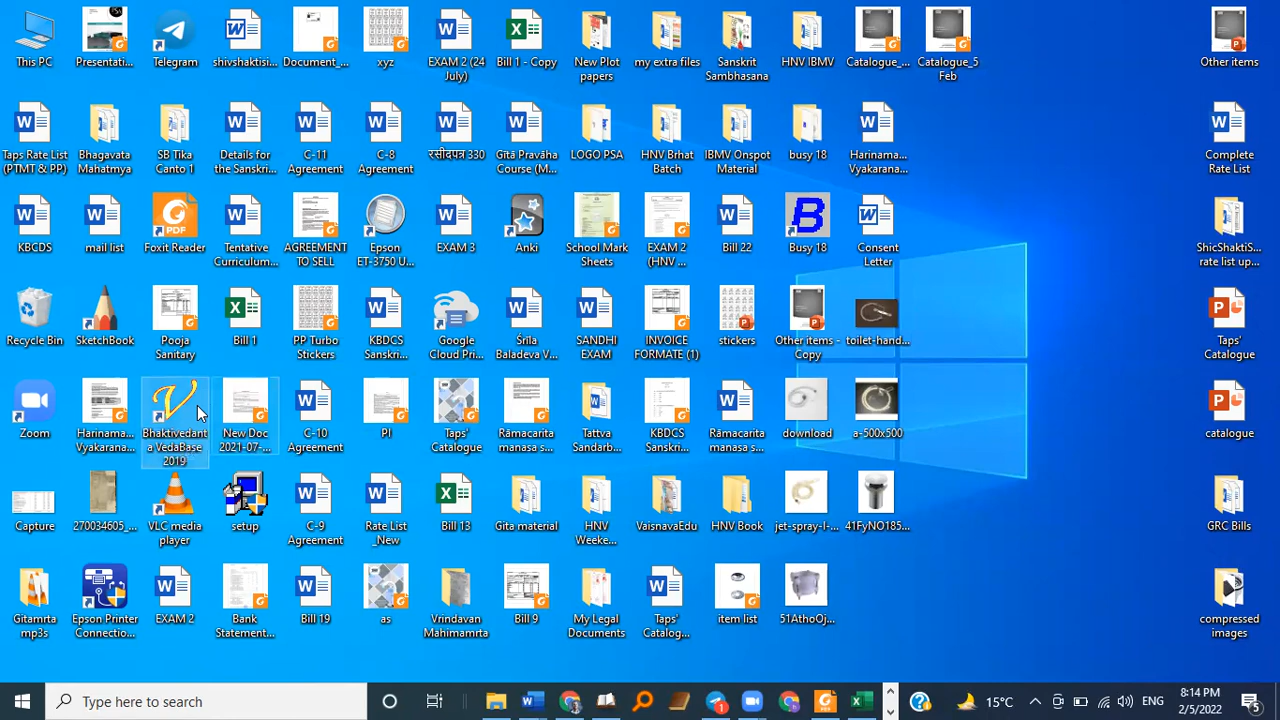 This PC
Presentati...
Telegram
shivshaktisi...
Document_...
xyz
EXAM 2 (24
July)
Bill 1 - Copy
New Plot
papers
my extra files
Sanskrit
Sambhasana
HNV IBMV
Catalogue_...
Catalogue_5
Feb
Other items
Taps Rate List
(PTMT & PP)
Bhagavata
Mahatmya
SB Tika
Canto 1
Details for
the Sanskri...
C-11
Agreement
C-8
Agreement
रसीदपत्र 330
Gītā Pravāha
Course (M...
LOGO PSA
HNV Brhat
Batch
IBMV Onspot
Material
busy 18
Harinama...
Vyakarana...
Complete
Rate List
KBCDS
mail list
Foxit Reader
Tentative
Curriculum...
AGREEMENT
TO SELL
Epson
ET-3750 U...
EXAM 3
Anki
School Mark
Sheets
EXAM 2
(HNV ...
Bill 22
Busy 18
Consent
Letter
ShicShaktiS...
rate list up...
Recycle Bin
SketchBook
Pooja
Sanitary
Bill 1
PP Turbo
Stickers
KBDCS
Sanskri...
Google
Cloud Pri...
Śrīla
Baladeva V...
SANDHI
EXAM
INVOICE
FORMATE (1)
stickers
Other items -
Copy
toilet-hand...
Taps'
Catalogue
Zoom
Harinama...
Vyakarana...
Bhaktivedant
a VedaBase
2019
New Doc
2021-07-...
C-10
Agreement
PI
Taps'
Catalogue
Rāmacarita
manasa s...
Tattva
Sandarb...
KBDCS
Sanskri...
Rāmacarita
manasa s...
download
a-500x500
catalogue
Capture
270034605_...
VLC media
player
setup
C-9
Agreement
Rate List
_New
Bill 13
Gita material
HNV
Weeke...
VaisnavaEdu
HNV Book
jet-spray-l-...
41FyNO185...
GRC Bills
Gitamrta
mp3s
Epson Printer
Connectio...
EXAM 2
Bank
Statement...
Bill 19
as
Vrindavan
Mahimamrta
Bill 9
My Legal
Documents
Taps'
Catalog...
item list
51AthoOj...
compressed
images
Type here to search
15°C
ENG
8:14 PM
2/5/2022